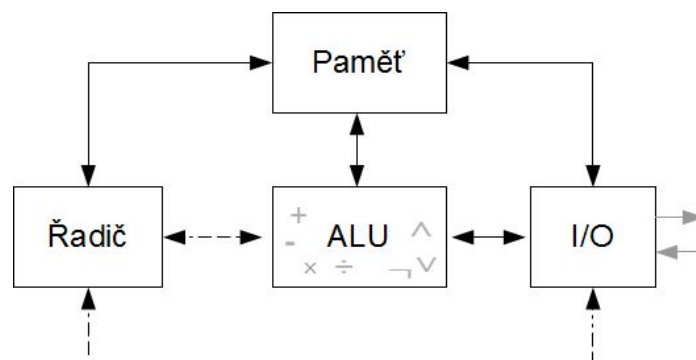 Paměť
Řadič
+
-
× ÷
ALU
^
¬ v
I/O